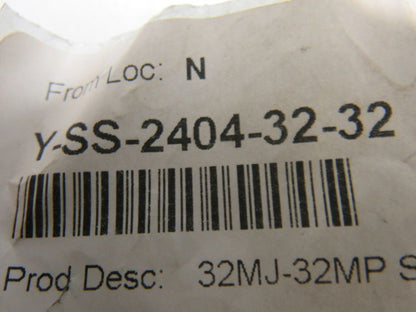 From Loc: N
Y-SS-2404-32-32
Prod Desc: 32MJ-32MP S